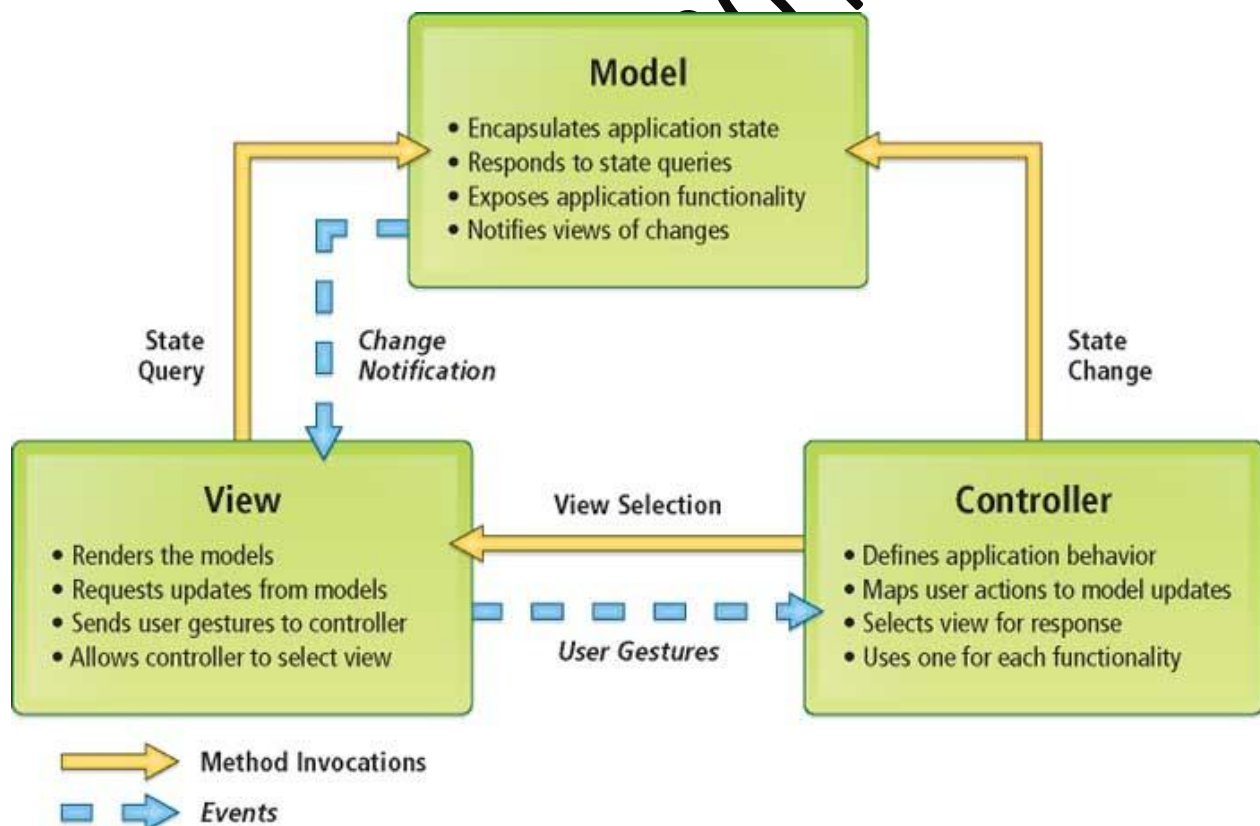 Model
• Encapsulates application state
• Responds to state queries
• Exposes application functionality
• Notifies views of changes
State
Query
Change
Notification
State
Change
View
• Renders the models
• Requests updates from models
• Sends user gestures to controller
• Allows controller to select view
View Selection
User Gestures
Controller
• Defines application behavior
• Maps user actions to model updates
• Selects view for response
• Uses one for each functionality
Method Invocations
Events